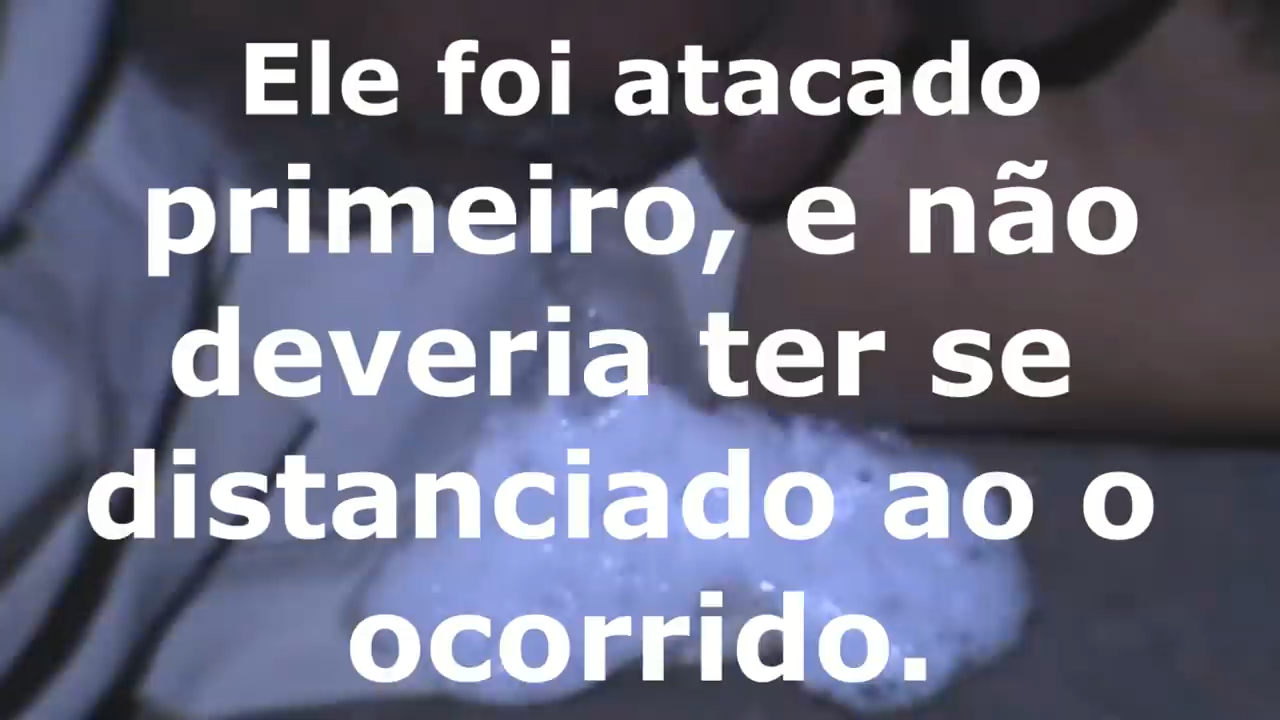 Ele foi atacado
primeiro, e não
deveria ter se
distanciado ao o
ocorrido.